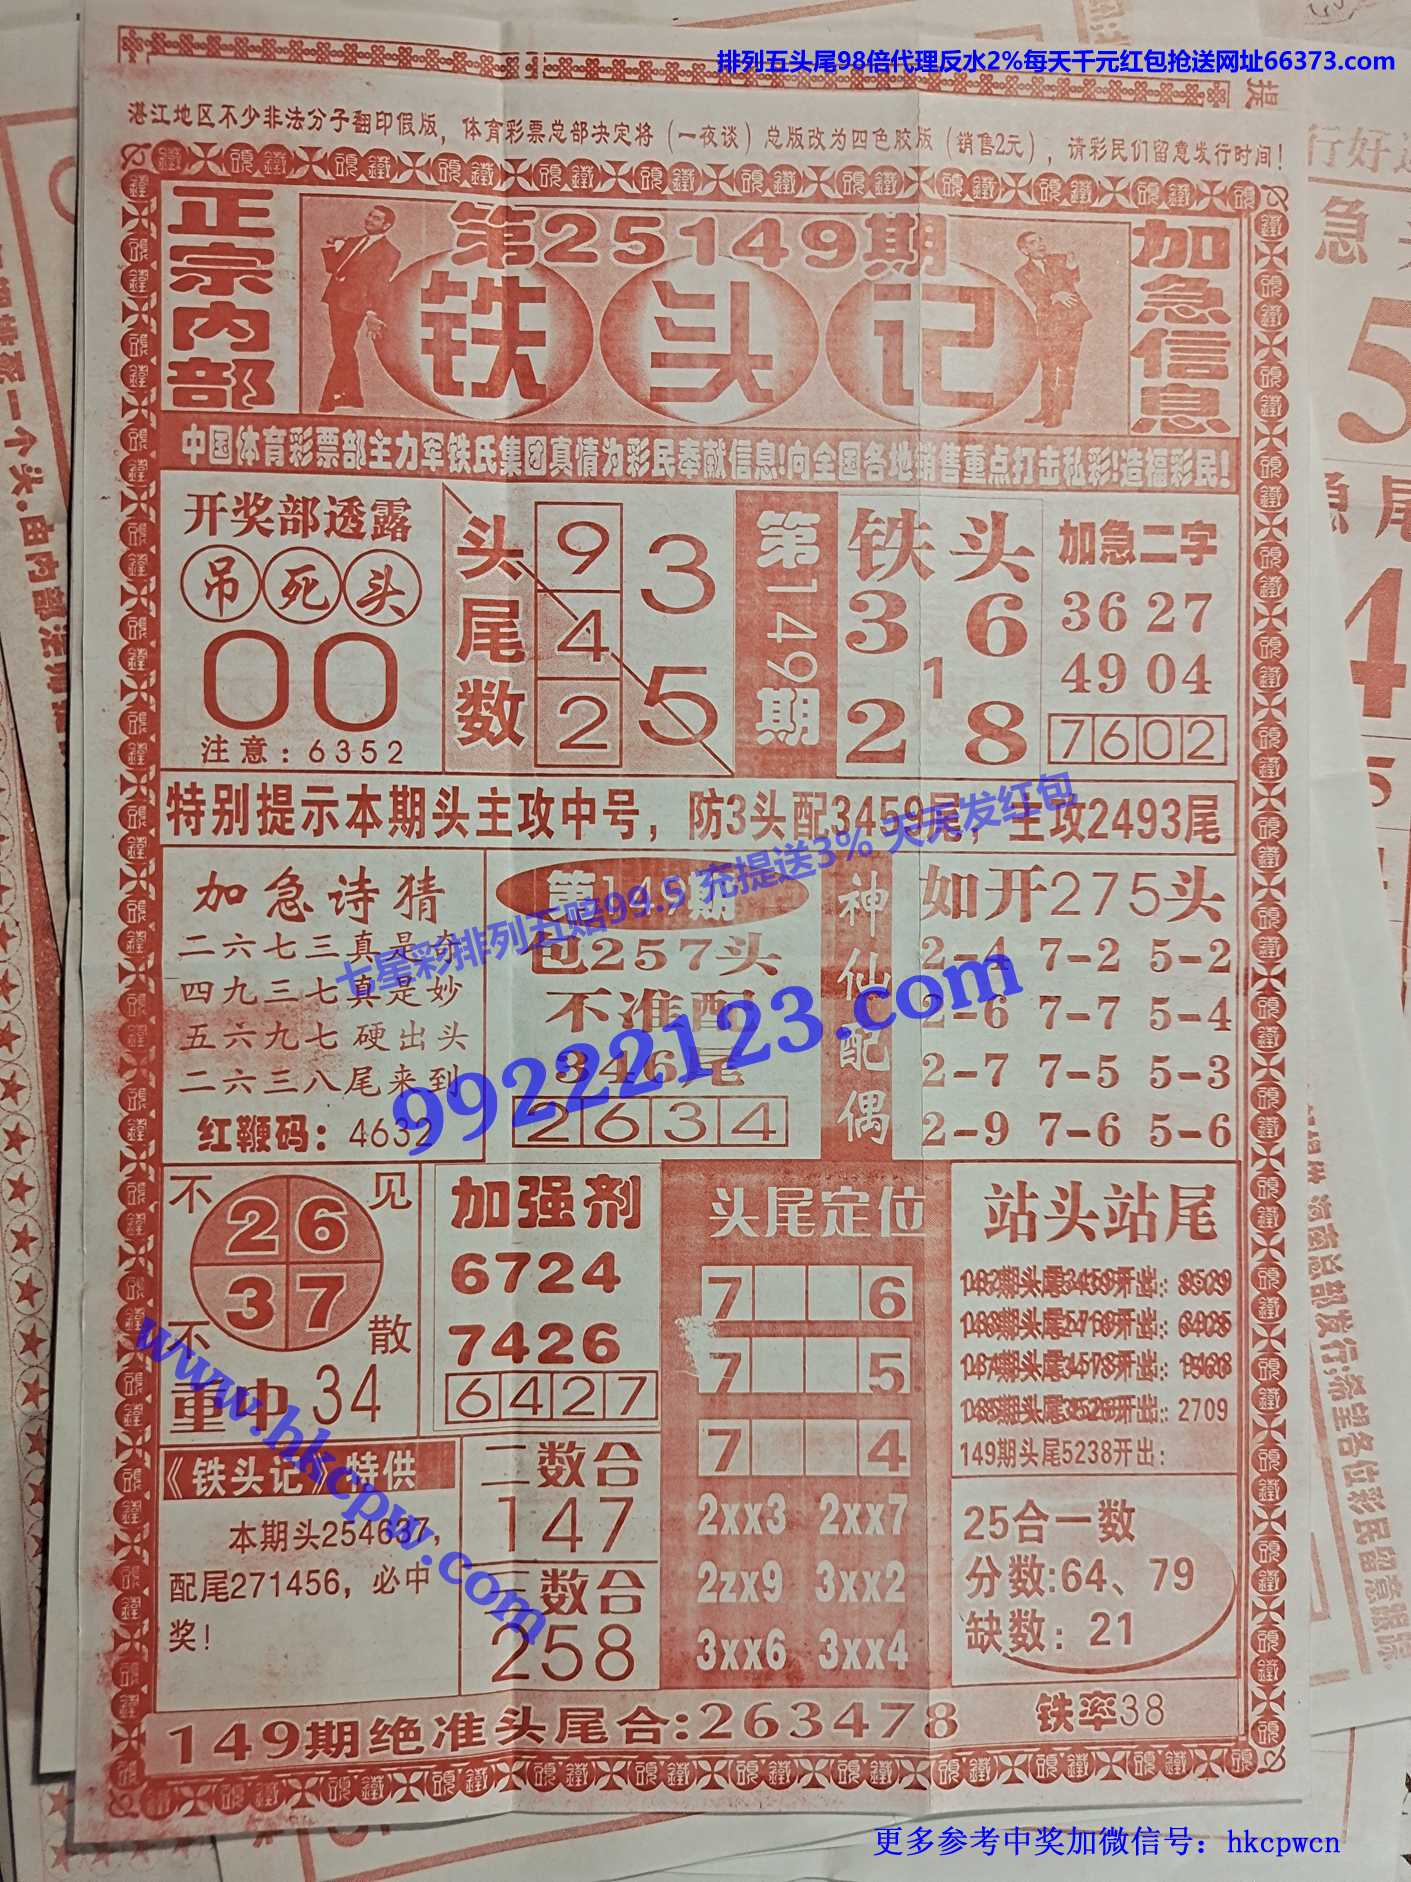 排列五头尾98倍代理反水2%每天千元红包抢送网址66373.com
湛江地区不少非法分子翻印假版，体育彩票总部决定将（一夜谈）总版改为四色胶版（销售2元），请彩民们留意发行时间！
正宗内部
第25149期
铁头记
加急信息
中国体育彩票部主力军铁氏集团真情为彩民奉献信息!向全国各地销售重点打击私彩!造福彩民!
开奖部透露
吊死头
00
注意：6352
头尾数
9
4
2
3
5
第149期
铁头
3 6
1
2 8
加急二字
36 27
49 04
7602
特别提示本期头主攻中号，防3头配3459尾，主攻2493尾
加急诗猜
二六七三真是奇
四九三七真是妙
五六九七硬出头
二六三八尾来到
红鞭码：4632
第149期
包257头
不准配
346尾
2634
神仙配偶
如开275头
2-4 7-2 5-2
2-6 7-7 5-4
2-7 7-5 5-3
2-9 7-6 5-6
七星彩排列五赔99.5 充提送3% 天天发红包
99222123.com
不见
26
37
不散
重中34
加强剂
6724
7426
6427
头尾定位
7 6
7 5
7 4
2xx3 2xx7
2zx9 3xx2
3xx6 3xx4
站头站尾
2709
149期头尾5238开出：
《铁头记》特供
本期头254637，
配尾271456，必中
奖！
二数合
147
三数合
258
25合一数
分数:64、79
缺数：21
149期绝准头尾合:263478
铁率38
www.hkcpw.com
更多参考中奖加微信号：hkcpwcn